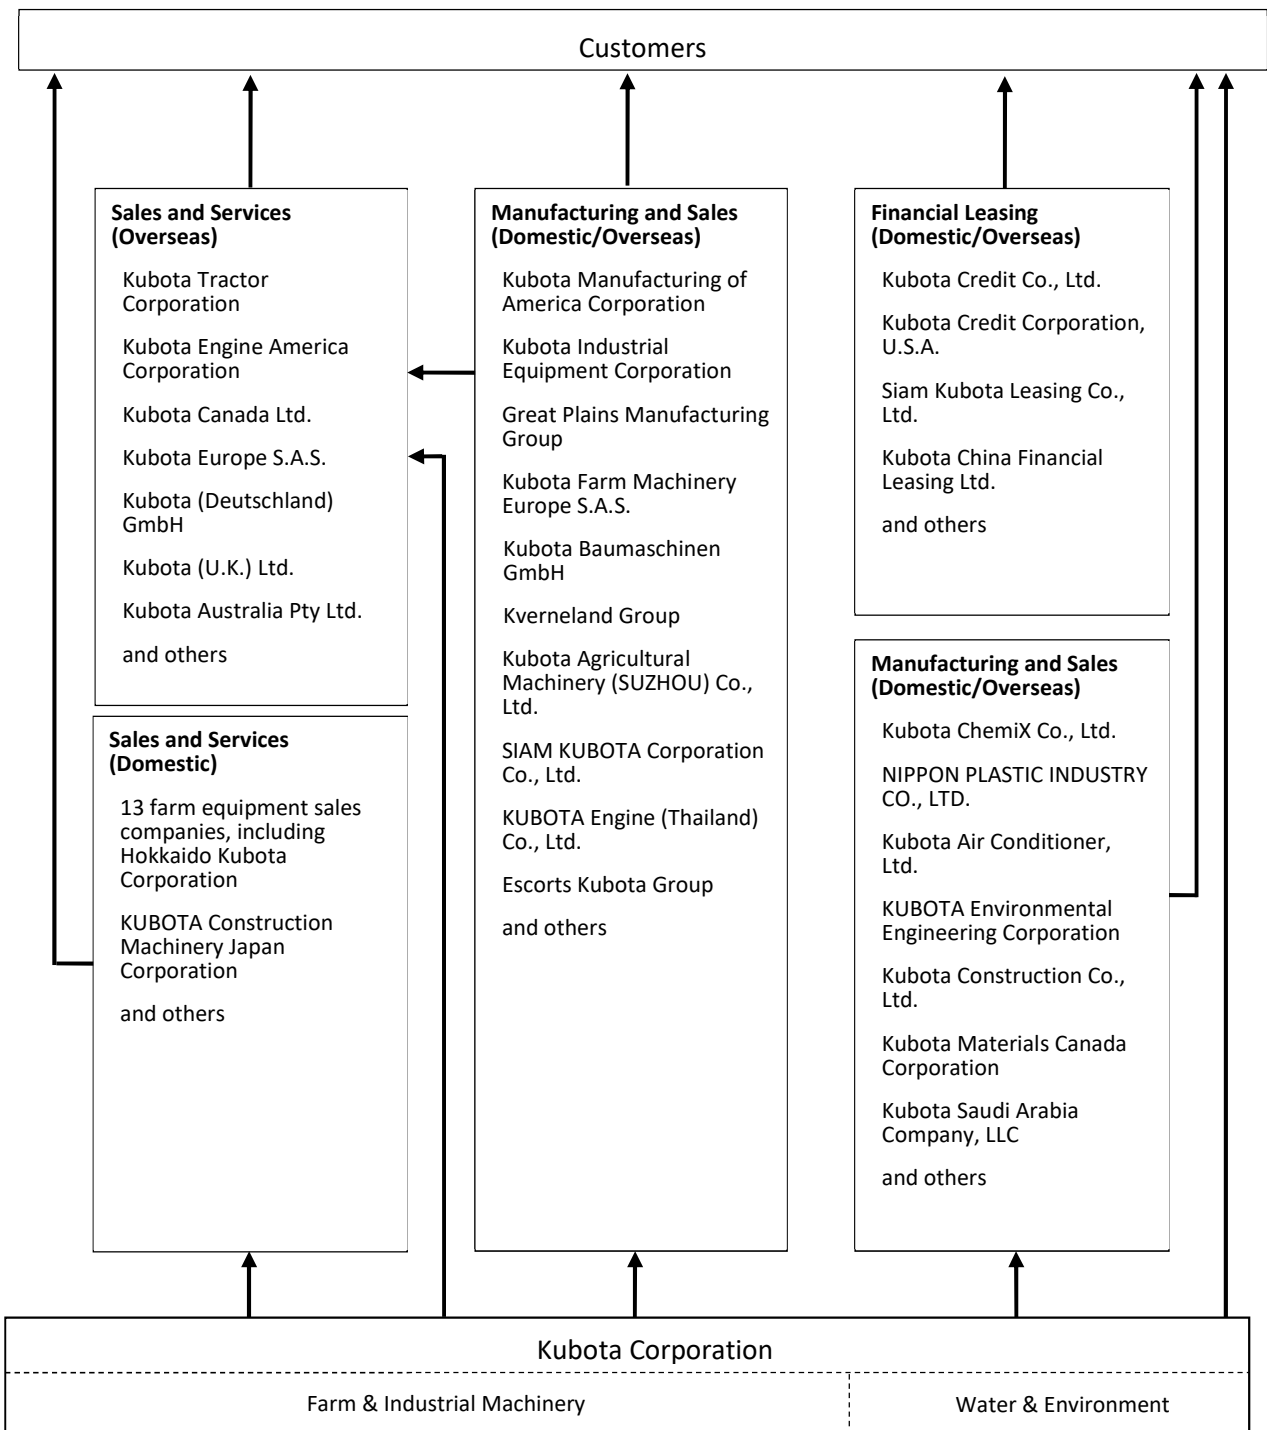 Customers
Sales and Services
(Overseas)
Kubota Tractor
Corporation
Kubota Engine America
Corporation
Kubota Canada Ltd.
Kubota Europe S.A.S.
Kubota (Deutschland)
GmbH
Kubota (U.K.) Ltd.
Kubota Australia Pty Ltd.
and others
Sales and Services
(Domestic)
13 farm equipment sales
companies, including
Hokkaido Kubota
Corporation
KUBOTA Construction
Machinery Japan
Corporation
and others
Manufacturing and Sales
(Domestic/Overseas)
Kubota Manufacturing of
America Corporation
Kubota Industrial
Equipment Corporation
Great Plains Manufacturing
Group
Kubota Farm Machinery
Europe S.A.S.
Kubota Baumaschinen
GmbH
Kverneland Group
Kubota Agricultural
Machinery (SUZHOU) Co.,
Ltd.
SIAM KUBOTA Corporation
Co., Ltd.
KUBOTA Engine (Thailand)
Co., Ltd.
Escorts Kubota Group
and others
Financial Leasing
(Domestic/Overseas)
Kubota Credit Co., Ltd.
Kubota Credit Corporation,
U.S.A.
Siam Kubota Leasing Co.,
Ltd.
Kubota China Financial
Leasing Ltd.
and others
Manufacturing and Sales
(Domestic/Overseas)
Kubota ChemiX Co., Ltd.
NIPPON PLASTIC INDUSTRY
CO., LTD.
Kubota Air Conditioner,
Ltd.
KUBOTA Environmental
Engineering Corporation
Kubota Construction Co.,
Ltd.
Kubota Materials Canada
Corporation
Kubota Saudi Arabia
Company, LLC
and others
Kubota Corporation
Farm & Industrial Machinery
Water & Environment